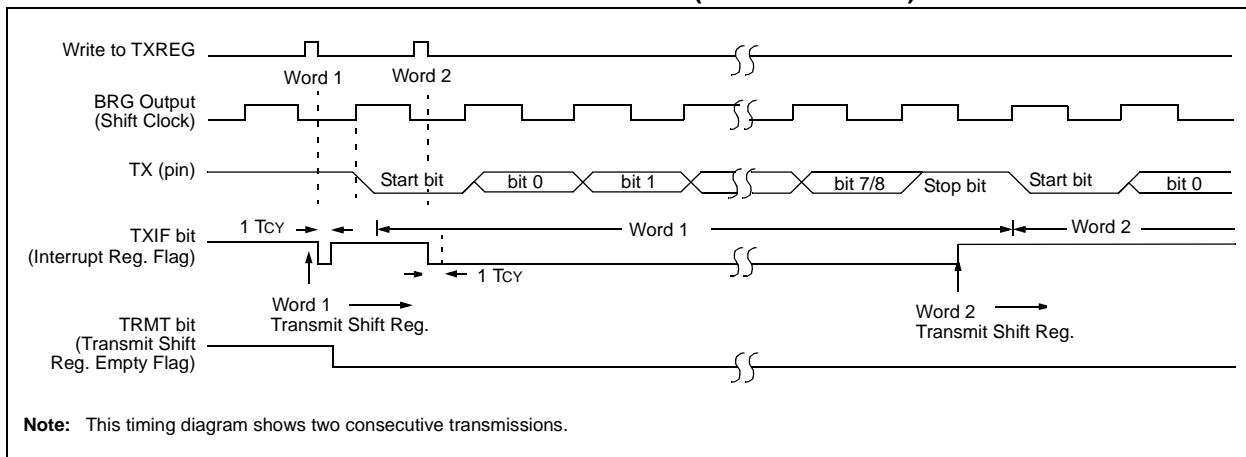 Write to TXREG
Word 1
Word 2
BRG Output
(Shift Clock)
TX (pin)
Start bit
bit 0
bit 1
bit 7/8
Stop bit
Start bit
bit 0
1 TCY
Word 1
Word 2
TXIF bit
(Interrupt Reg. Flag)
1 TCY
Word 1
Transmit Shift Reg.
Word 2
Transmit Shift Reg.
TRMT bit
(Transmit Shift
Reg. Empty Flag)
Note: This timing diagram shows two consecutive transmissions.